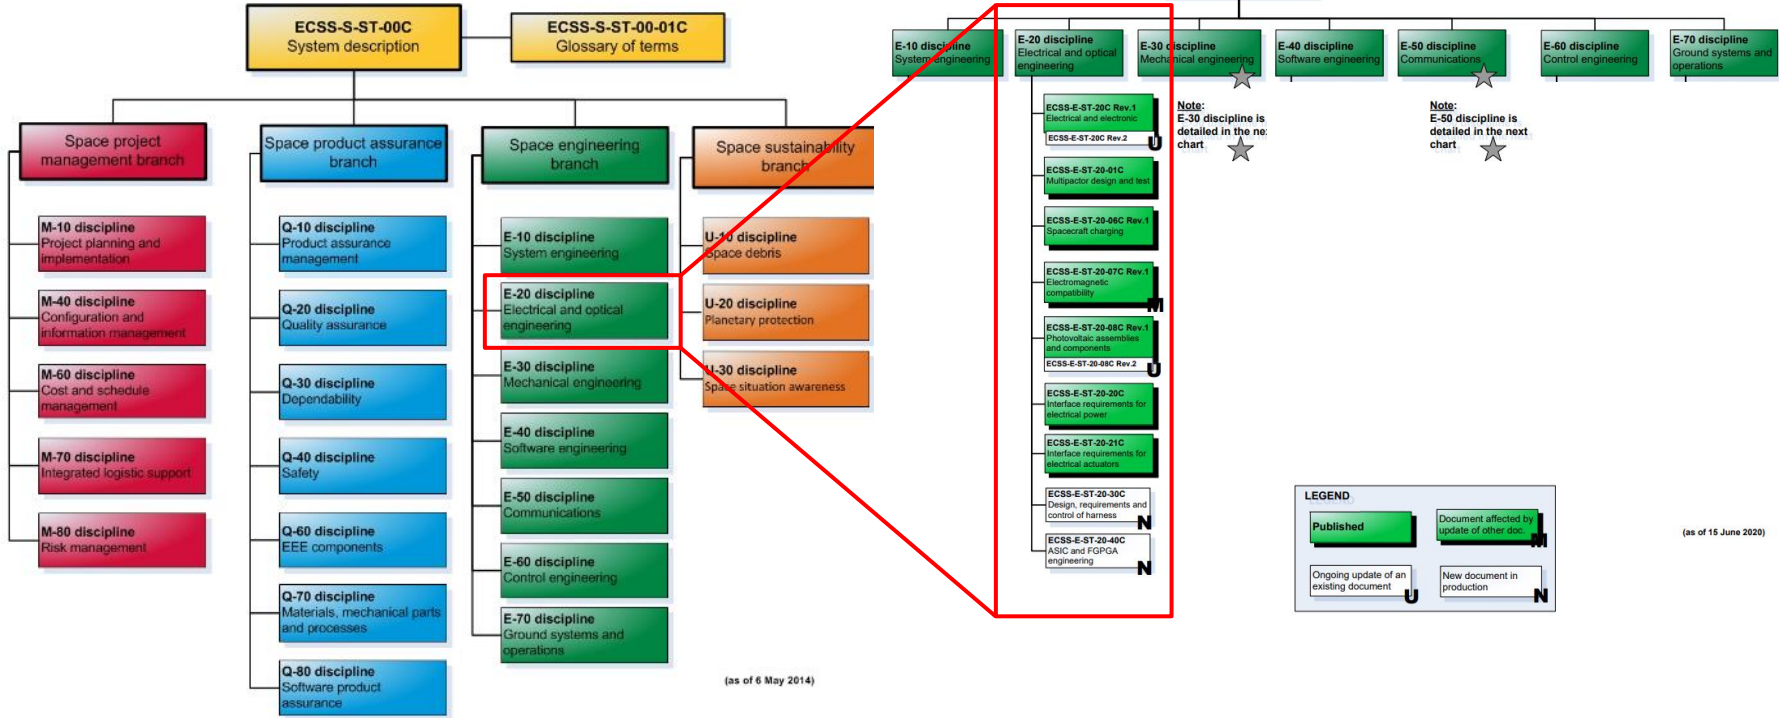 ECSS-S-ST-00C
System description
ECSS-S-ST-00-01C
Glossary of terms
Space project
management branch
M-10 discipline
Project planning and
implementation
M-40 discipline
Configuration and
information management
M-60 discipline
Cost and schedule
management
M-70 discipline
Integrated logistic support
M-80 discipline
Risk management
Space product assurance
branch
Q-10 discipline
Product assurance
management
Q-20 discipline
Quality assurance
Q-30 discipline
Dependability
Q-40 discipline
Safety
Q-60 discipline
EEE components
Q-70 discipline
Materials, mechanical parts
and processes
Q-80 discipline
Software product
assurance
Space engineering
branch
E-10 discipline
System engineering
E-20 discipline
Electrical and optical
engineering
E-30 discipline
Mechanical engineering
E-40 discipline
Software engineering
E-50 discipline
Communications
E-60 discipline
Control engineering
E-70 discipline
Ground systems and
operations
Space sustainability
branch
U-10 discipline
Space debris
U-20 discipline
Planetary protection
U-30 discipline
Space situation awareness
(as of 6 May 2014)
E-10 discipline
System engineering
E-20 discipline
Electrical and optical
engineering
E-30 discipline
Mechanical engineering
E-40 discipline
Software engineering
E-50 discipline
Communications
E-60 discipline
Control engineering
E-70 discipline
Ground systems and
operations
ECSS-E-ST-20C Rev.1
Electrical and electronic
ECSS-E-ST-20C Rev.2
U
ECSS-E-ST-20-01C
Multipactor design and test
ECSS-E-ST-20-06C Rev.1
Spacecraft charging
ECSS-E-ST-20-07C Rev.1
Electromagnetic
compatibility
M
ECSS-E-ST-20-08C Rev.1
Photovoltaic assemblies
and components
ECSS-E-ST-20-08C Rev.2
U
ECSS-E-ST-20-20C
Interface requirements for
electrical power
ECSS-E-ST-20-21C
Interface requirements for
electrical actuators
ECSS-E-ST-20-30C
Design, requirements and
control of harness
N
ECSS-E-ST-20-40C
ASIC and FGPGA
engineering
N
Note:
E-30 discipline is
detailed in the ne
chart
Note:
E-50 discipline is
detailed in the next
chart
LEGEND
Published
Document affected by
update of other doc.
M
Ongoing update of an
existing document
U
New document in
production
N
(as of 15 June 2020)